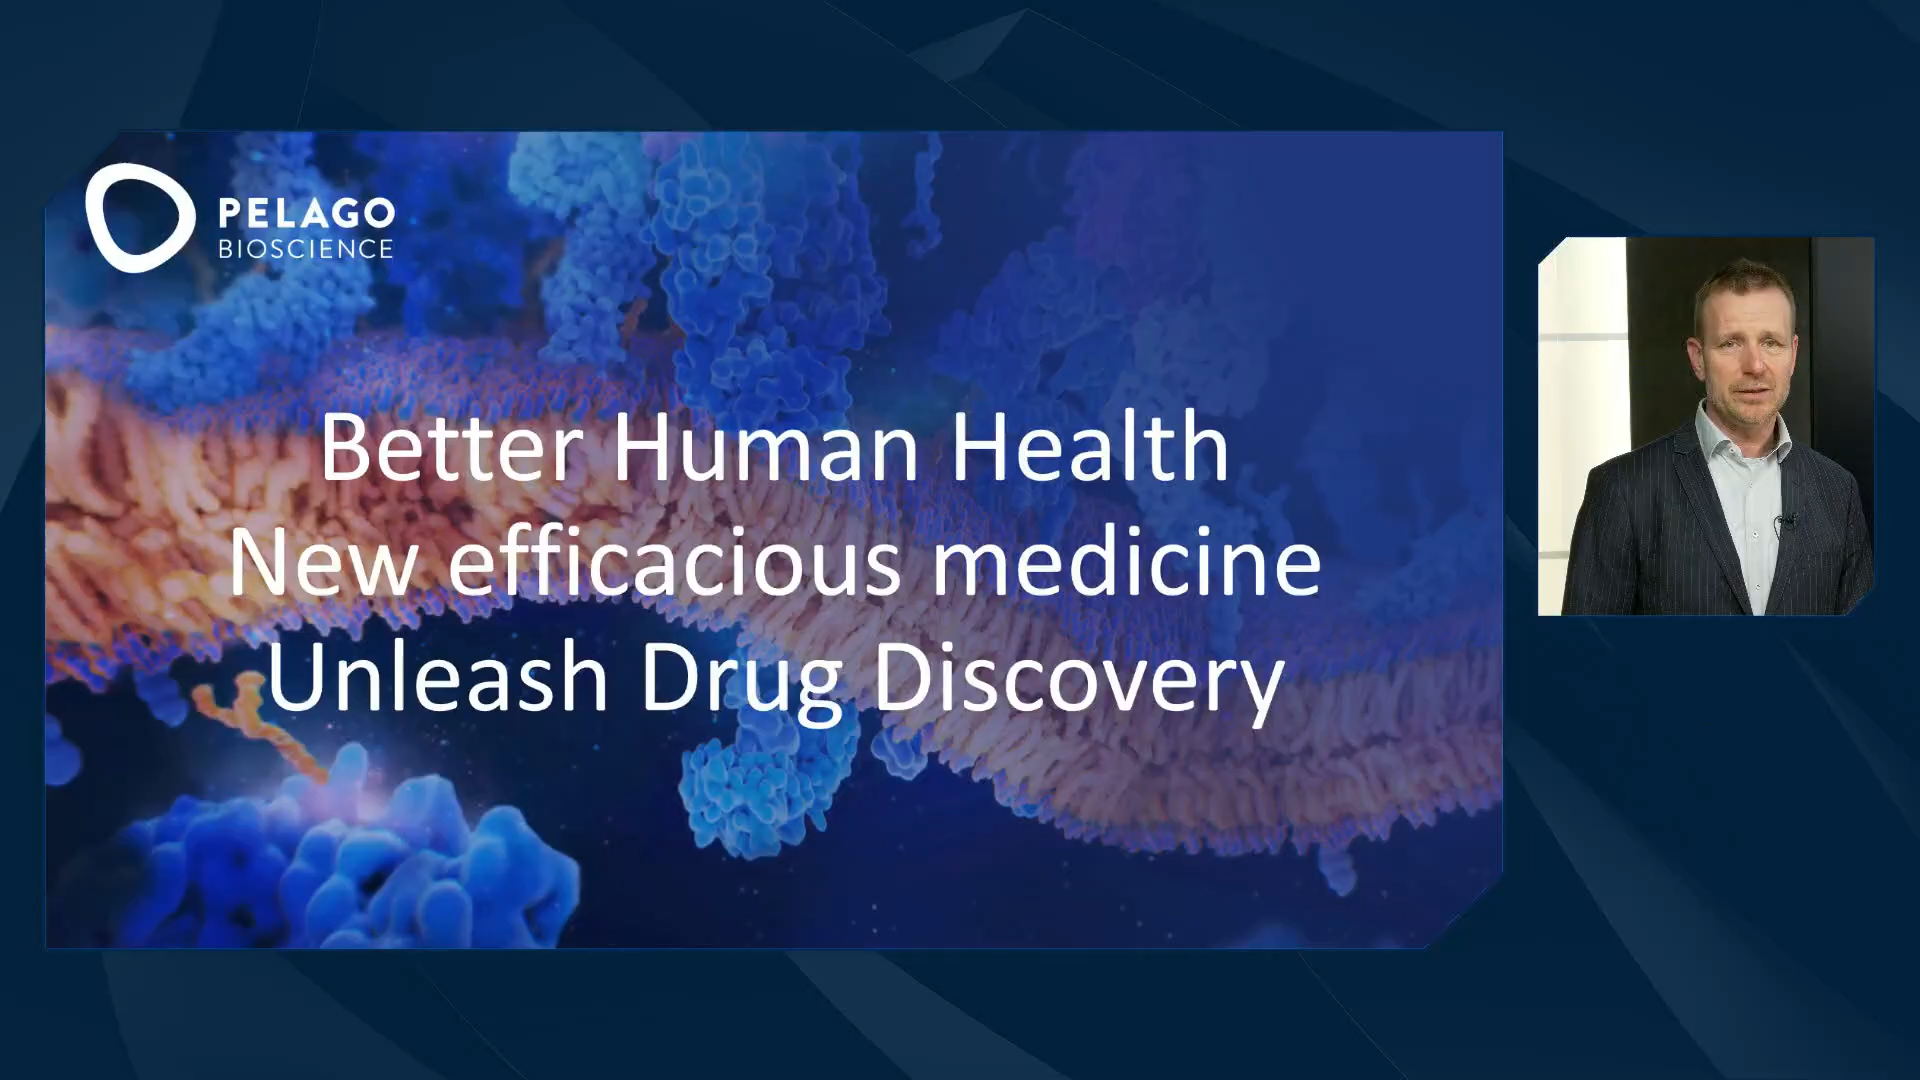 PELAGO
BIOSCIENCE
Better Human Health
New efficacious medicine
Unleash Drug Discovery